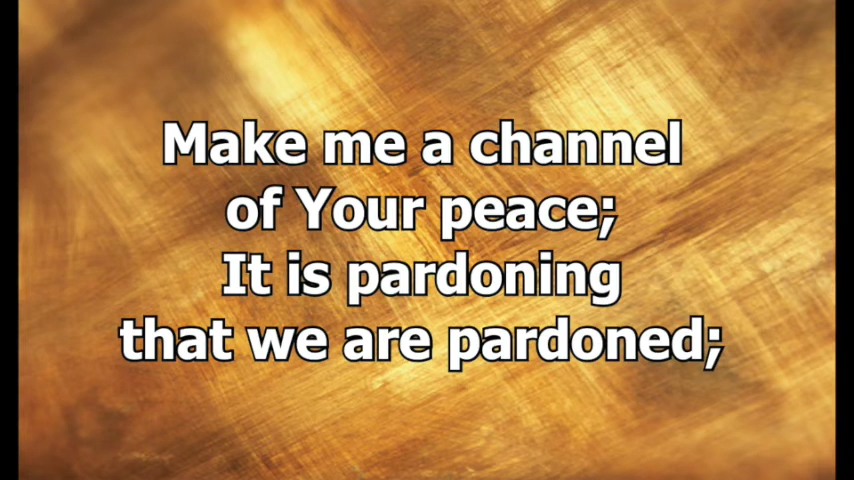 Make me a channel
of Your peace;
It is pardoning
that we are pardoned;